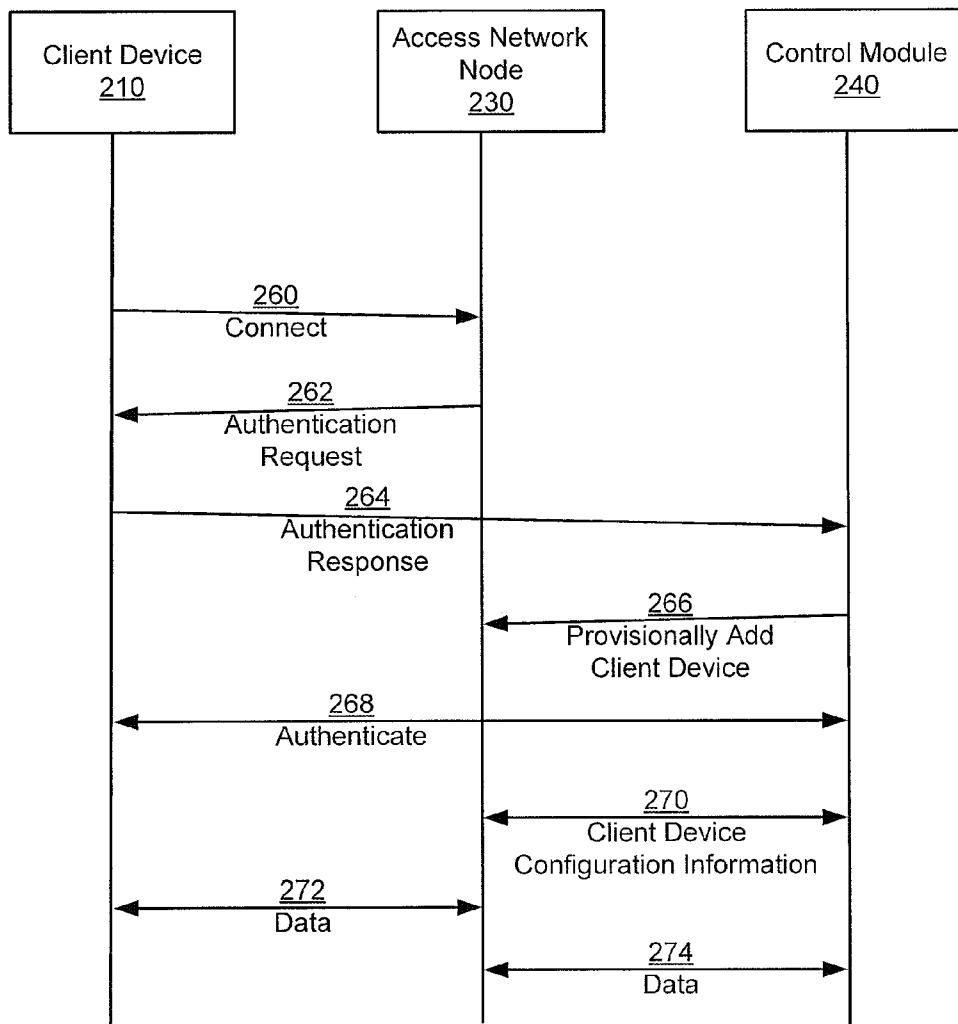 Client Device
210
Access Network
Node
230
Control Module
240
260
Connect
262
Authentication
Request
264
Authentication
Response
266
Provisionally Add
Client Device
268
Authenticate
270
Client Device
Configuration Information
272
Data
274
Data